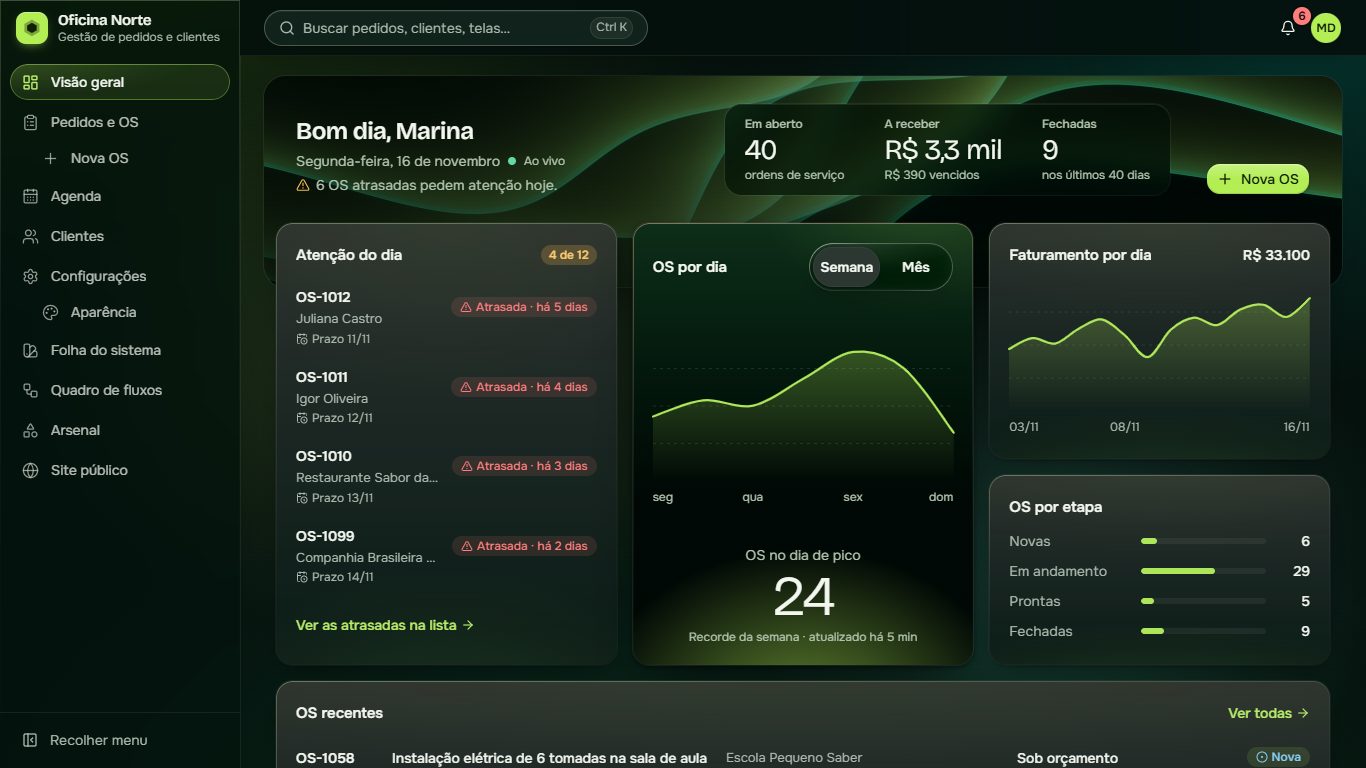 Oficina Norte
Gestão de pedidos e clientes
Buscar pedidos, clientes, telas...
Ctrl K
6
MD
Visão geral
Pedidos e OS
Nova OS
Agenda
Clientes
Configurações
Aparência
Folha do sistema
Quadro de fluxos
Arsenal
Site público
Recolher menu
Bom dia, Marina
Segunda-feira, 16 de novembro
Ao vivo
6 OS atrasadas pedem atenção hoje.
Em aberto
40
ordens de serviço
A receber
R$ 3,3 mil
R$ 390 vencidos
Fechadas
9
nos últimos 40 dias
+ Nova OS
Atenção do dia
4 de 12
OS-1012
Juliana Castro
Prazo 11/11
Atrasada · há 5 dias
OS-1011
Igor Oliveira
Prazo 12/11
Atrasada · há 4 dias
OS-1010
Restaurante Sabor da...
Prazo 13/11
Atrasada · há 3 dias
OS-1099
Companhia Brasileira ...
Prazo 14/11
Atrasada · há 2 dias
Ver as atrasadas na lista →
OS por dia
Semana
Mês
seg
qua
sex
dom
OS no dia de pico
24
Recorde da semana · atualizado há 5 min
Faturamento por dia
R$ 33.100
03/11
08/11
16/11
OS por etapa
Novas
6
Em andamento
29
Prontas
5
Fechadas
9
OS recentes
Ver todas →
OS-1058
Instalação elétrica de 6 tomadas na sala de aula
Escola Pequeno Saber
Sob orçamento
Nova